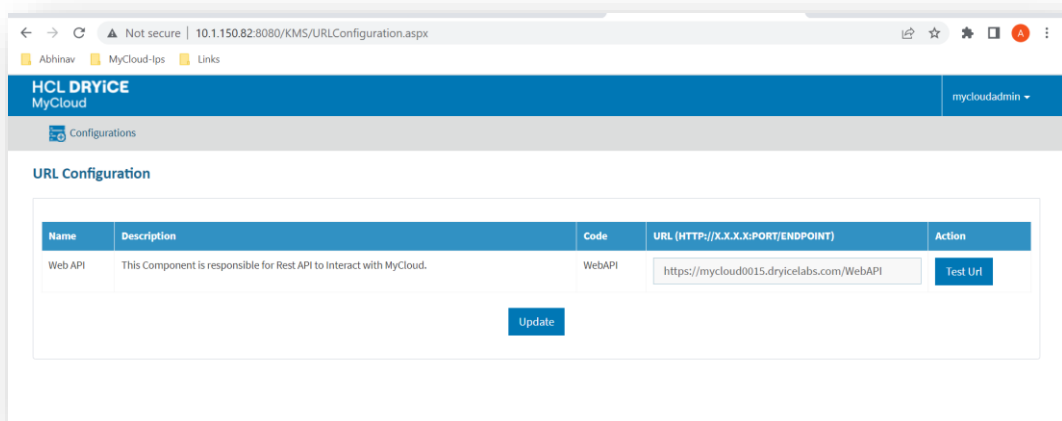 Not secure | 10.1.150.82:8080/KMS/URLConfiguration.aspx
A
Abhinav MyCloud-Ips Links
HCL DRYiCE
MyCloud
mycloudadmin
Configurations
URL Configuration
Name Description Code URL (HTTP://X.X.X.X:PORT/ENDPOINT) Action
Web API This Component is responsible for Rest API to Interact with MyCloud. WebAPI https://mycloud0015.dryicelabs.com/WebAPI Test Url
Update